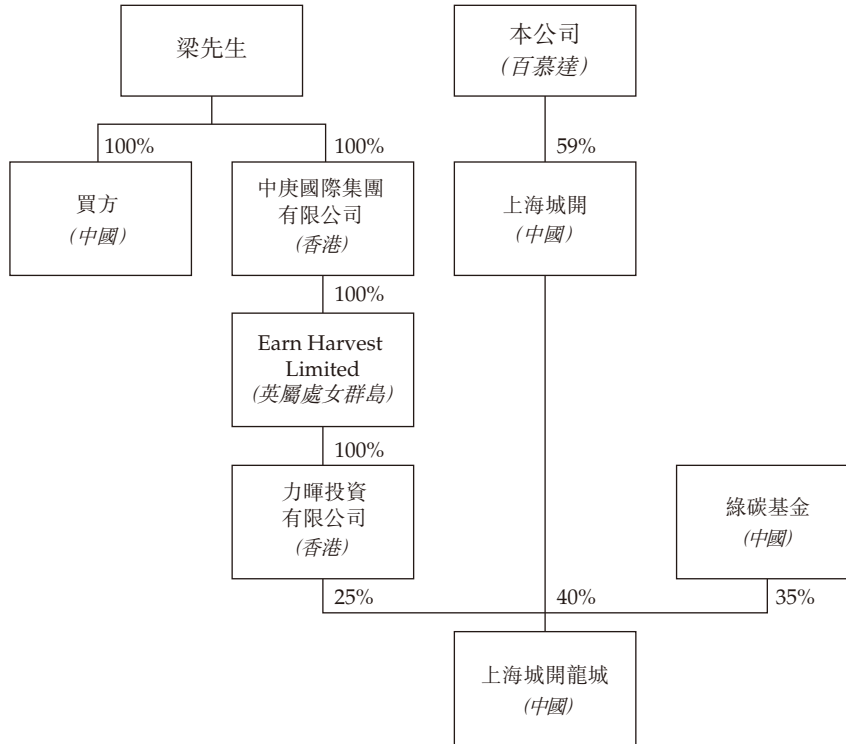 梁先生
本公司
(百慕達)
100%
100%
59%
買方
(中國)
中庚國際集團
有限公司
(香港)
上海城開
(中國)
100%
Earn Harvest
Limited
(英屬處女群島)
100%
力暉投資
有限公司
(香港)
綠碳基金
(中國)
25%
40%
35%
上海城開龍城
(中國)